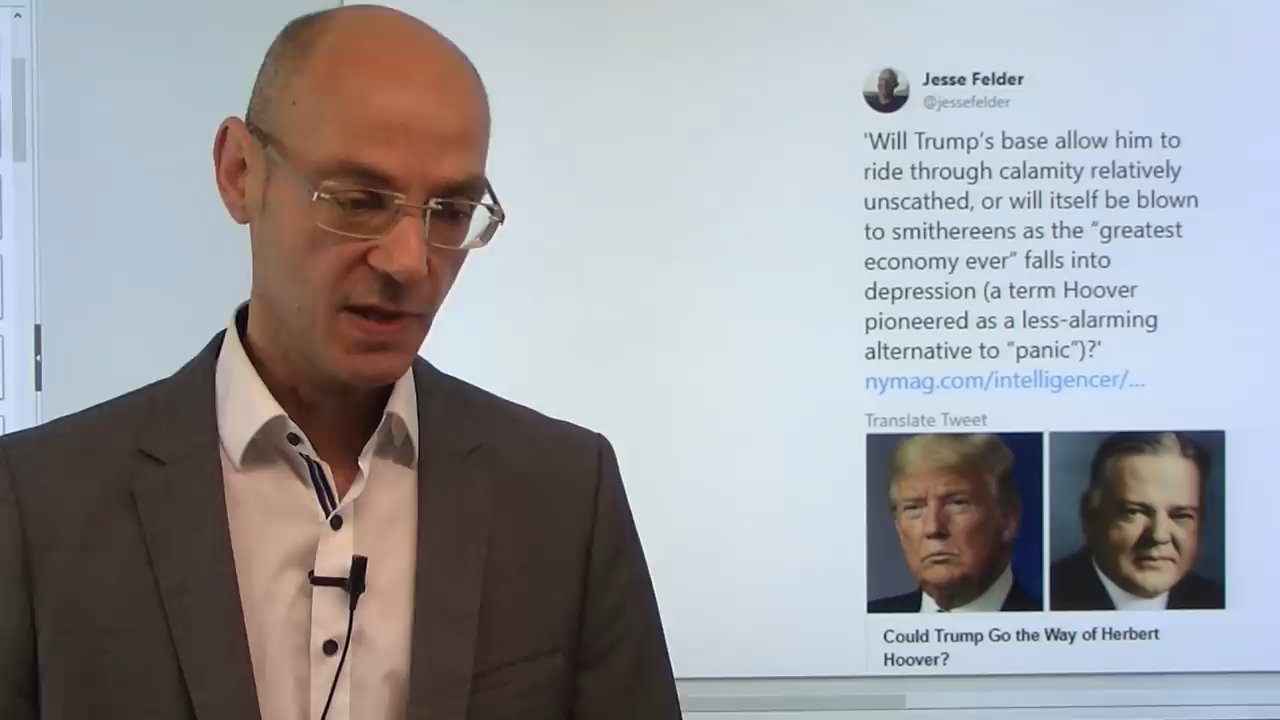 Jesse Felder
@jessefelder
'Will Trump's base allow him to
ride through calamity relatively
unscathed, or will itself be blown
to smithereens as the “greatest
economy ever” falls into
depression (a term Hoover
pioneered as a less-alarming
alternative to “panic”)?'
nymag.com/intelligencer/...
Translate Tweet
Could Trump Go the Way of Herbert
Hoover?